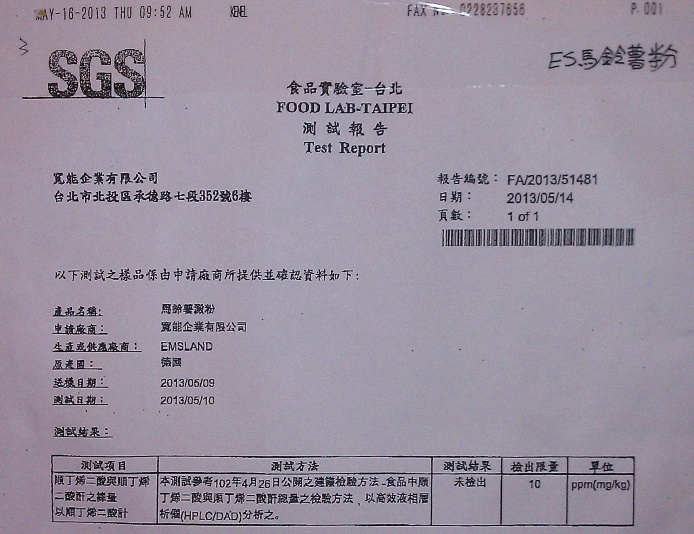 MAY-16-2013 THU 09:52 AM FAX No. 0228237656 P. 001
ES馬鈴薯粉
SGS
食品實驗室-台北
FOOD LAB-TAIPEI
測試報告
Test Report
寬能企業有限公司
台北市北投區承德路七段352號6樓
報告編號: FA/2013/51481
日期: 2013/05/14
頁數: 1 of 1
以下測試之樣品係由申請廠商所提供並確認資料如下:
產品名稱: 馬鈴薯澱粉
申請廠商: 寬能企業有限公司
生產或供應廠商: EMSLAND
原產國: 德國
送樣日期: 2013/05/09
測試日期: 2013/05/10
測試結果:
測試項目 測試方法 測試結果 檢出限量 單位
順丁烯二酸與順丁烯 本測試參考102年4月26日公開之建議檢驗方法-食品中順 未檢出 10 ppm(mg/kg)
二酸酐之總量 丁烯二酸與順丁烯二酸酐總量之檢驗方法,以高效液相層
以順丁烯二酸計 析儀(HPLC/DAD)分析之。